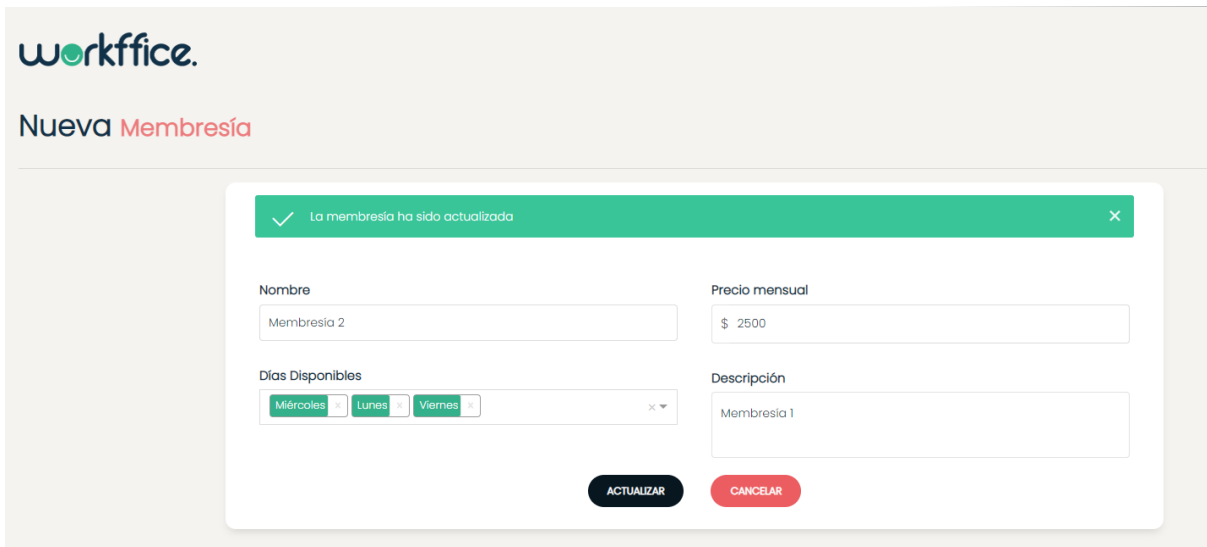 workffice.
Nueva Membresía
La membresía ha sido actualizada
Nombre
Membresía 2
Precio mensual
$ 2500
Días Disponibles
Miércoles × Lunes × Viernes ×
Descripción
Membresia 1
ACTUALIZAR
CANCELAR